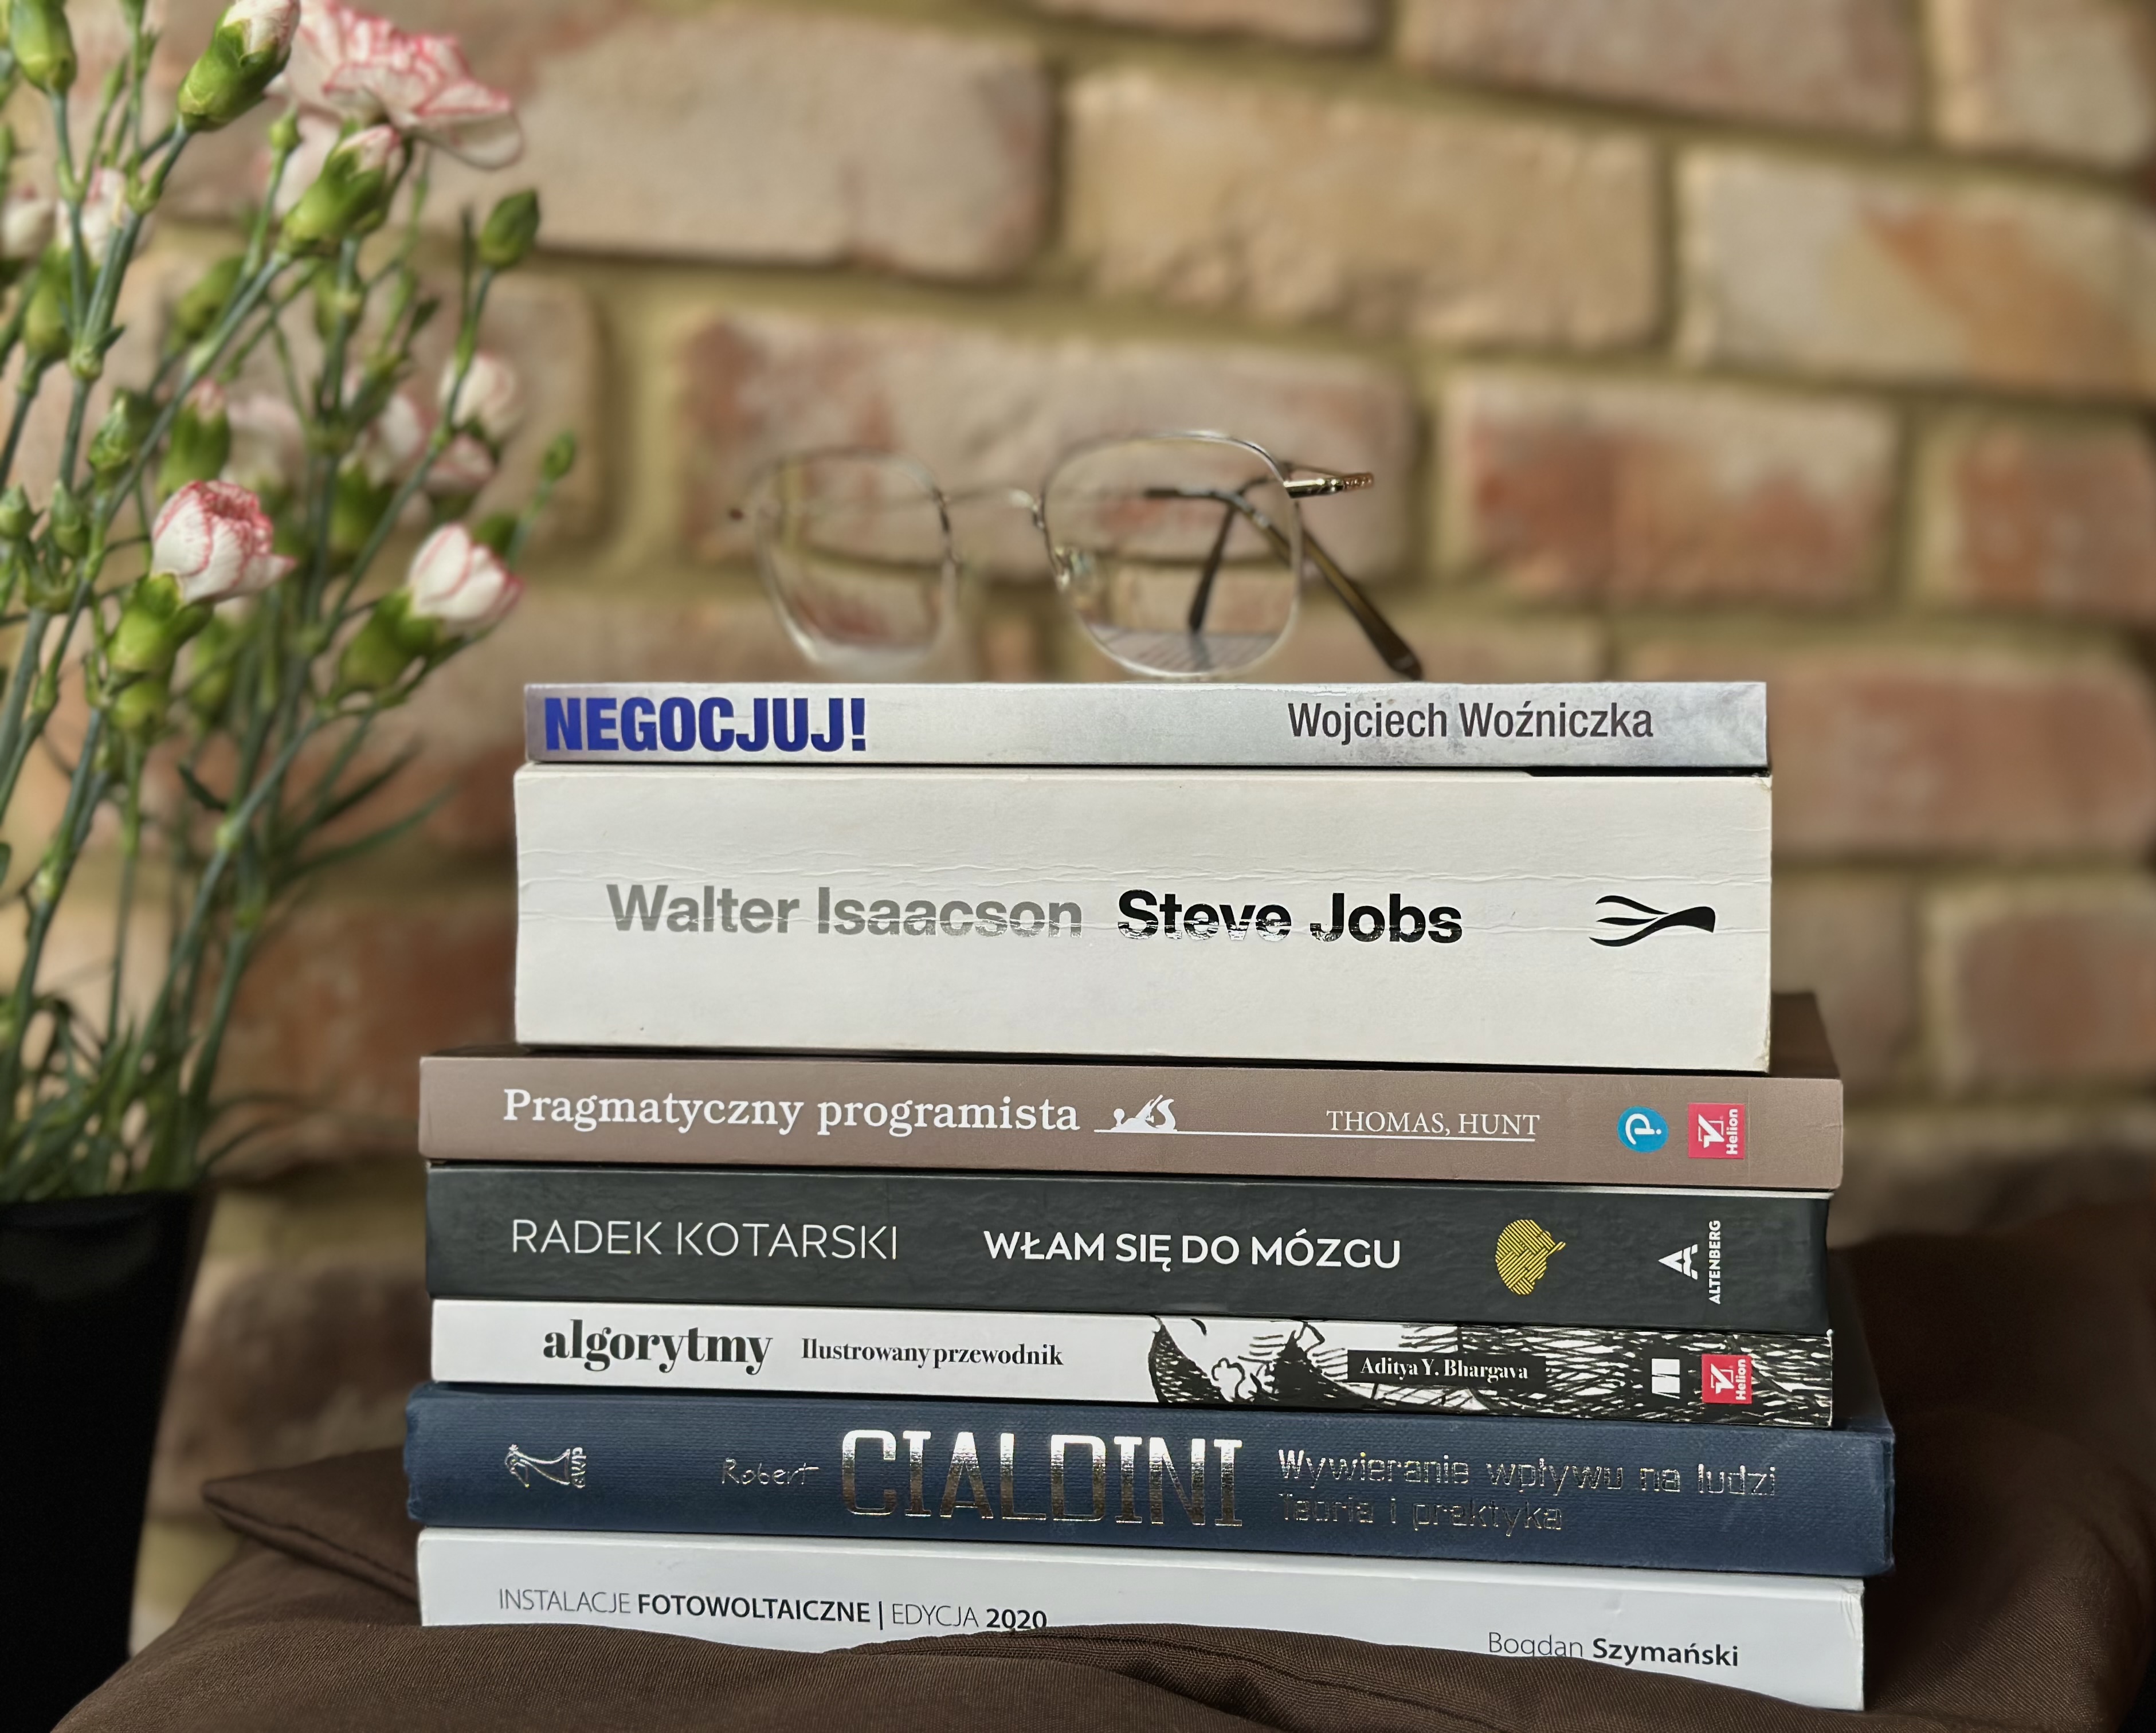 NEGOCJUJ! Wojciech Woźniczka
Walter Isaacson Steve Jobs
Pragmatyczny programista THOMAS, HUNT Helion
RADEK KOTARSKI WŁAM SIĘ DO MÓZGU ALTENBERG
algorytmy Ilustrowany przewodnik Aditya Y. Bhargava Helion
Robert CIALDINI Wywieranie wpływu na ludzi
Teoria i praktyka
INSTALACJE FOTOWOLTAICZNE | EDYCJA 2020
Bogdan Szymański